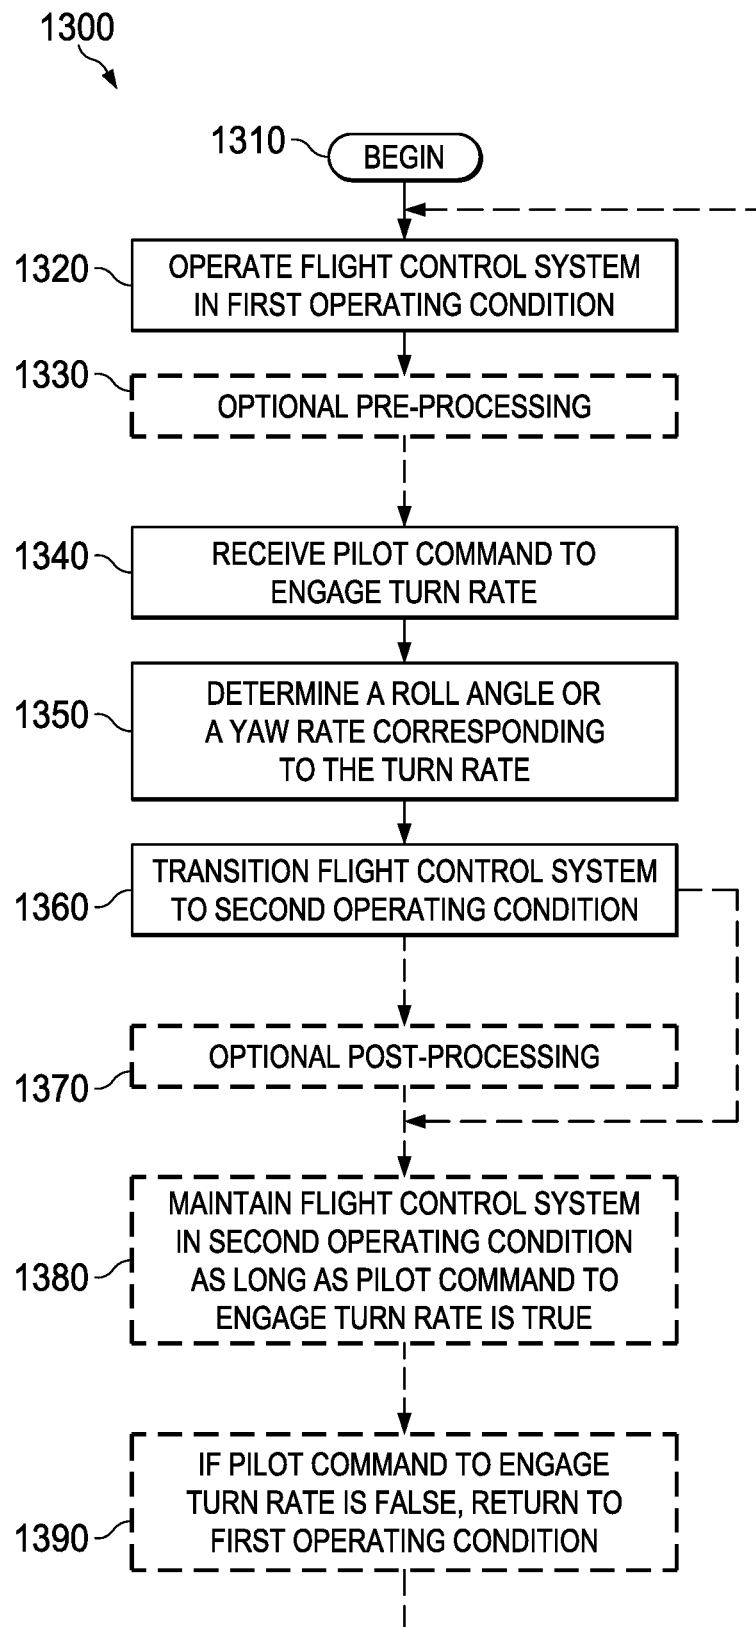 1300
1310
BEGIN
1320
OPERATE FLIGHT CONTROL SYSTEM
IN FIRST OPERATING CONDITION
1330
OPTIONAL PRE-PROCESSING
1340
RECEIVE PILOT COMMAND TO
ENGAGE TURN RATE
1350
DETERMINE A ROLL ANGLE OR
A YAW RATE CORRESPONDING
TO THE TURN RATE
1360
TRANSITION FLIGHT CONTROL SYSTEM
TO SECOND OPERATING CONDITION
1370
OPTIONAL POST-PROCESSING
1380
MAINTAIN FLIGHT CONTROL SYSTEM
IN SECOND OPERATING CONDITION
AS LONG AS PILOT COMMAND TO
ENGAGE TURN RATE IS TRUE
1390
IF PILOT COMMAND TO ENGAGE
TURN RATE IS FALSE, RETURN TO
FIRST OPERATING CONDITION